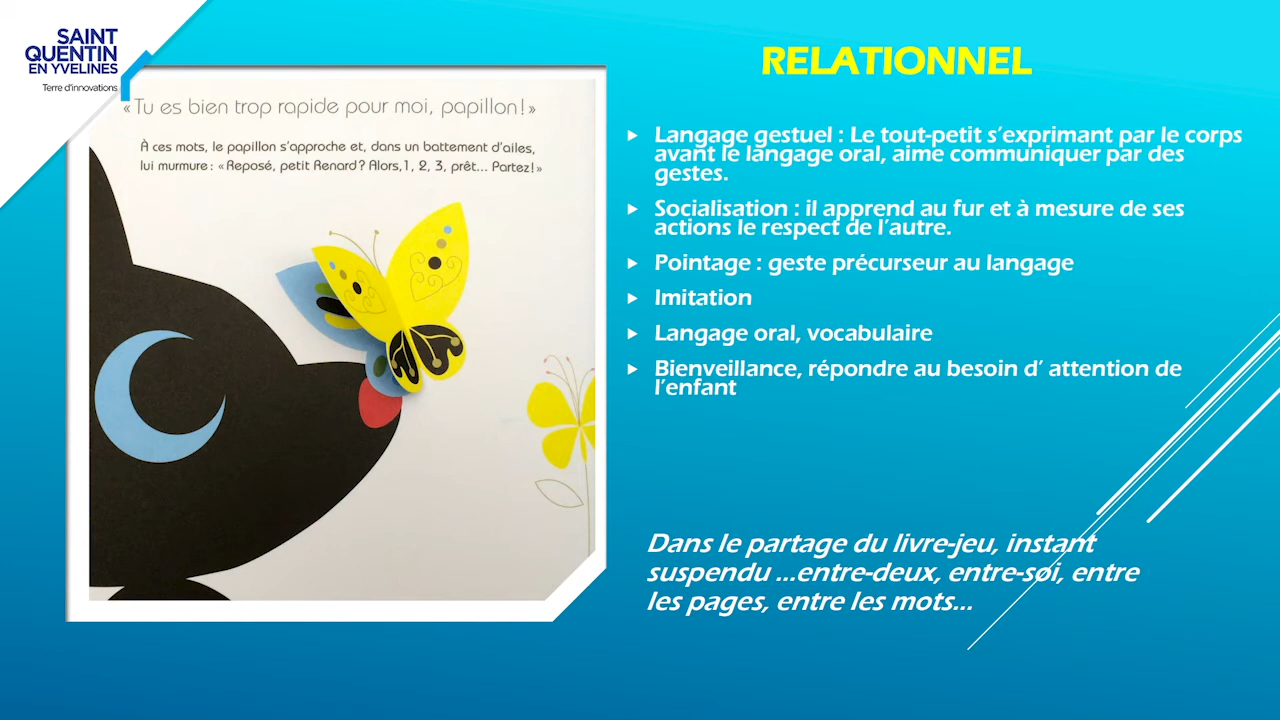 SAINT
QUENTIN
EN YVELINES
Terre d'innovations
« Tu es bien trop rapide pour moi, papillon! »
À ces mots, le papillon s'approche et, dans un battement d'ailes,
lui murmure : « Reposé, petit Renard ? Alors, 1, 2, 3, prêt... Partez! »
RELATIONNEL
Langage gestuel : Le tout-petit s'exprimant par le corps
avant le langage oral, aime communiquer par des
gestes.
Socialisation : il apprend au fur et à mesure de ses
actions le respect de l'autre.
Pointage : geste précurseur au langage
Imitation
Langage oral, vocabulaire
Bienveillance, répondre au besoin d' attention de
l'enfant
Dans le partage du livre-jeu, instant
suspendu ...entre-deux, entre-soi, entre
les pages, entre les mots...